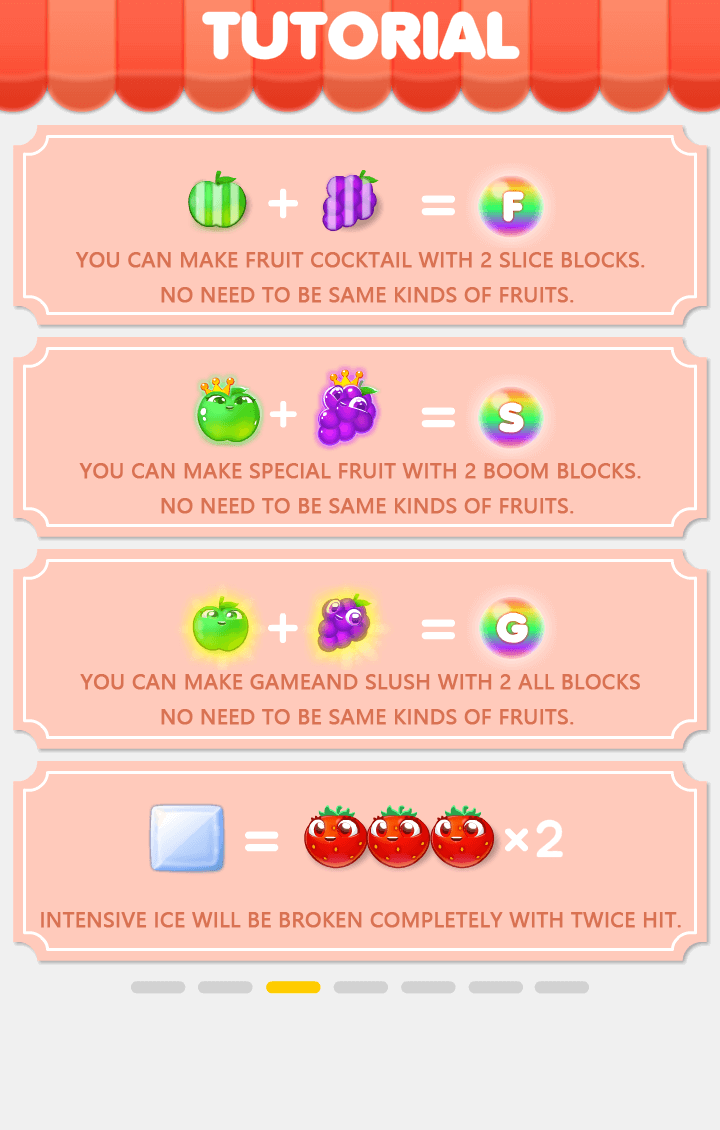 TUTORIAL
+ = F
YOU CAN MAKE FRUIT COCKTAIL WITH 2 SLICE BLOCKS.
NO NEED TO BE SAME KINDS OF FRUITS.
+ = S
YOU CAN MAKE SPECIAL FRUIT WITH 2 BOOM BLOCKS.
NO NEED TO BE SAME KINDS OF FRUITS.
+ = G
YOU CAN MAKE GAMEAND SLUSH WITH 2 ALL BLOCKS
NO NEED TO BE SAME KINDS OF FRUITS.
= ×2
INTENSIVE ICE WILL BE BROKEN COMPLETELY WITH TWICE HIT.